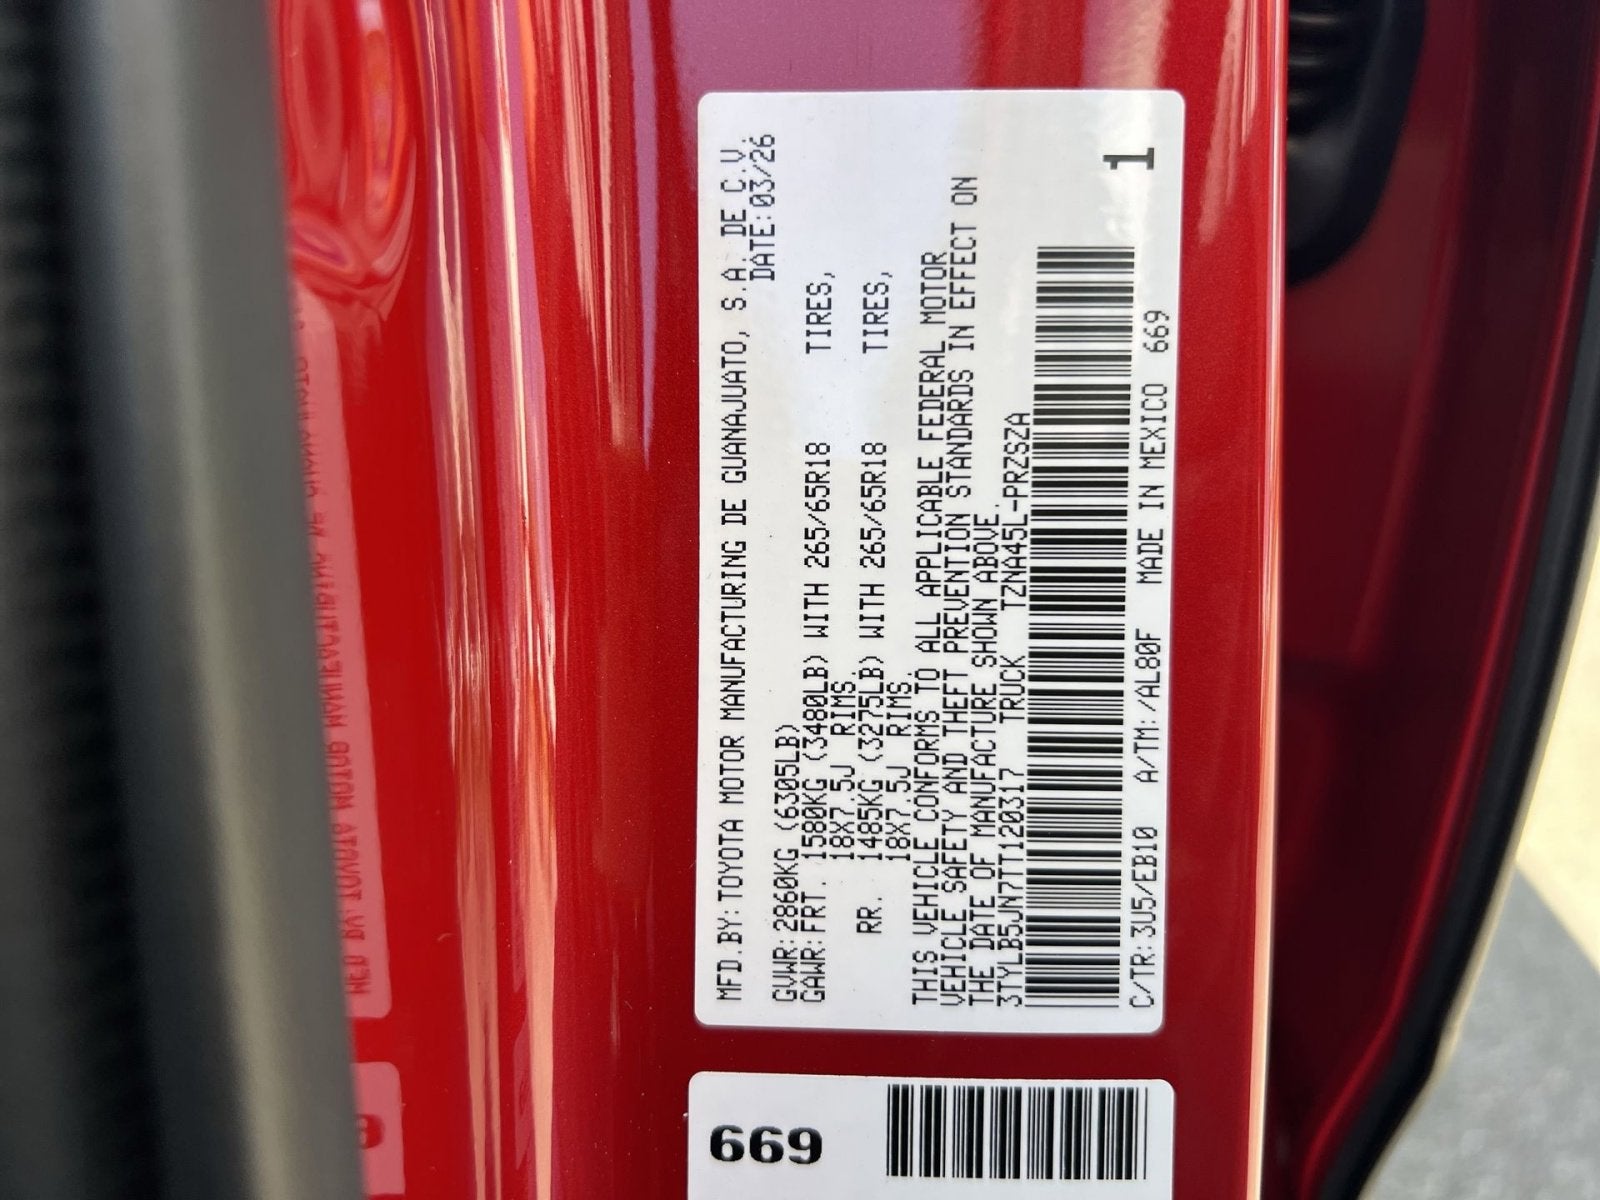 MFD.BY:TOYOTA MOTOR MANUFACTURING DE GUANAJUATO, S.A. DE C.V.
DATE:03/26
GVWR:2860KG (6305LB)
GAWR:FRT. 1580KG (3480LB) WITH 265/65R18 TIRES,
18X7.5J RIMS.
RR. 1485KG (3275LB) WITH 265/65R18 TIRES,
18X7.5J RIMS.
THIS VEHICLE CONFORMS TO ALL APPLICABLE FEDERAL MOTOR
VEHICLE SAFETY AND THEFT PREVENTION STANDARDS IN EFFECT ON
THE DATE OF MANUFACTURE SHOWN ABOVE.
3TYLB5JN7TT120317 TRUCK TZNA45L-PRZSZA
1
C/TR:3U5/EB10 A/TM:/AL80F MADE IN MEXICO 669
669